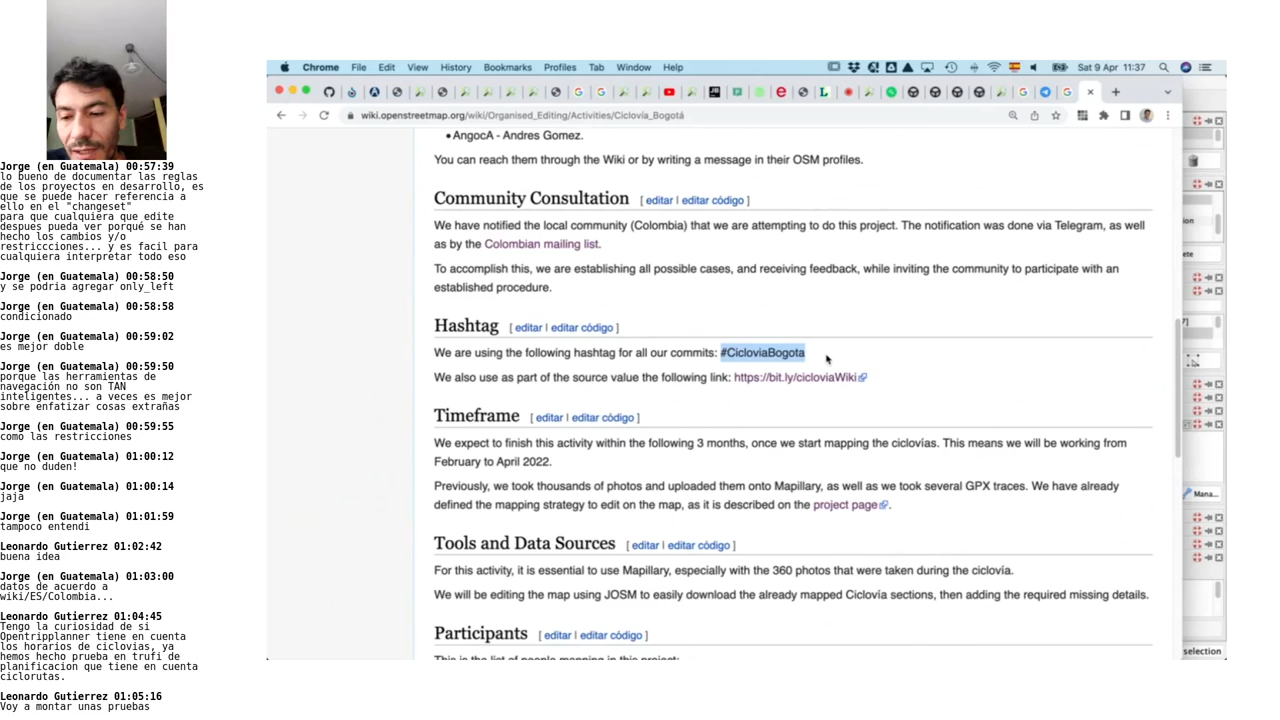 Jorge (en Guatemala) 00:57:39
lo bueno de documentar las reglas
de los proyectos en desarrollo, es
que se puede hacer referencia a
ello en el "changeset"
para que cualquiera que edite
despues pueda ver porqué se han
hecho los cambios y/o
restriccciones... y es facil para
cualquiera interpretar todo eso
Jorge (en Guatemala) 00:58:50
y se podria agregar only_left
Jorge (en Guatemala) 00:58:58
condicionado
Jorge (en Guatemala) 00:59:02
es mejor doble
Jorge (en Guatemala) 00:59:50
porque las herramientas de
navegación no son TAN
inteligentes... a veces es mejor
sobre enfatizar cosas extrañas
Jorge (en Guatemala) 00:59:55
como las restricciones
Jorge (en Guatemala) 01:00:12
que no duden!
Jorge (en Guatemala) 01:00:14
jaja
Jorge (en Guatemala) 01:01:59
tampoco entendi
Leonardo Gutierrez 01:02:42
buena idea
Jorge (en Guatemala) 01:03:00
datos de acuerdo a
wiki/ES/Colombia...
Leonardo Gutierrez 01:04:45
Tengo la curiosidad de si
Opentripplanner tiene en cuenta
los horarios de ciclovias, ya
hemos hecho prueba en trufi de
planificacion que tiene en cuenta
ciclorutas.
Leonardo Gutierrez 01:05:16
Voy a montar unas pruebas
Chrome File Edit View History Bookmarks Profiles Tab Window Help Sat 9 Apr 11:37
wiki.openstreetmap.org/wiki/Organised_Editing/Activities/Ciclovía_Bogotá
• AngocA - Andres Gomez.
You can reach them through the Wiki or by writing a message in their OSM profiles.
Community Consultation [ editar | editar código ]
We have notified the local community (Colombia) that we are attempting to do this project. The notification was done via Telegram, as well
as by the Colombian mailing list.
To accomplish this, we are establishing all possible cases, and receiving feedback, while inviting the community to participate with an
established procedure.
Hashtag [ editar | editar código ]
We are using the following hashtag for all our commits: #CicloviaBogota
We also use as part of the source value the following link: https://bit.ly/cicloviaWiki
Timeframe [ editar | editar código ]
We expect to finish this activity within the following 3 months, once we start mapping the ciclovías. This means we will be working from
February to April 2022.
Previously, we took thousands of photos and uploaded them onto Mapillary, as well as we took several GPX traces. We have already
defined the mapping strategy to edit on the map, as it is described on the project page.
Tools and Data Sources [ editar | editar código ]
For this activity, it is essential to use Mapillary, especially with the 360 photos that were taken during the ciclovía.
We will be editing the map using JOSM to easily download the already mapped Ciclovía sections, then adding the required missing details.
Participants [ editar | editar código ]
This is the list of people mapping in this project:
Mana...
selection